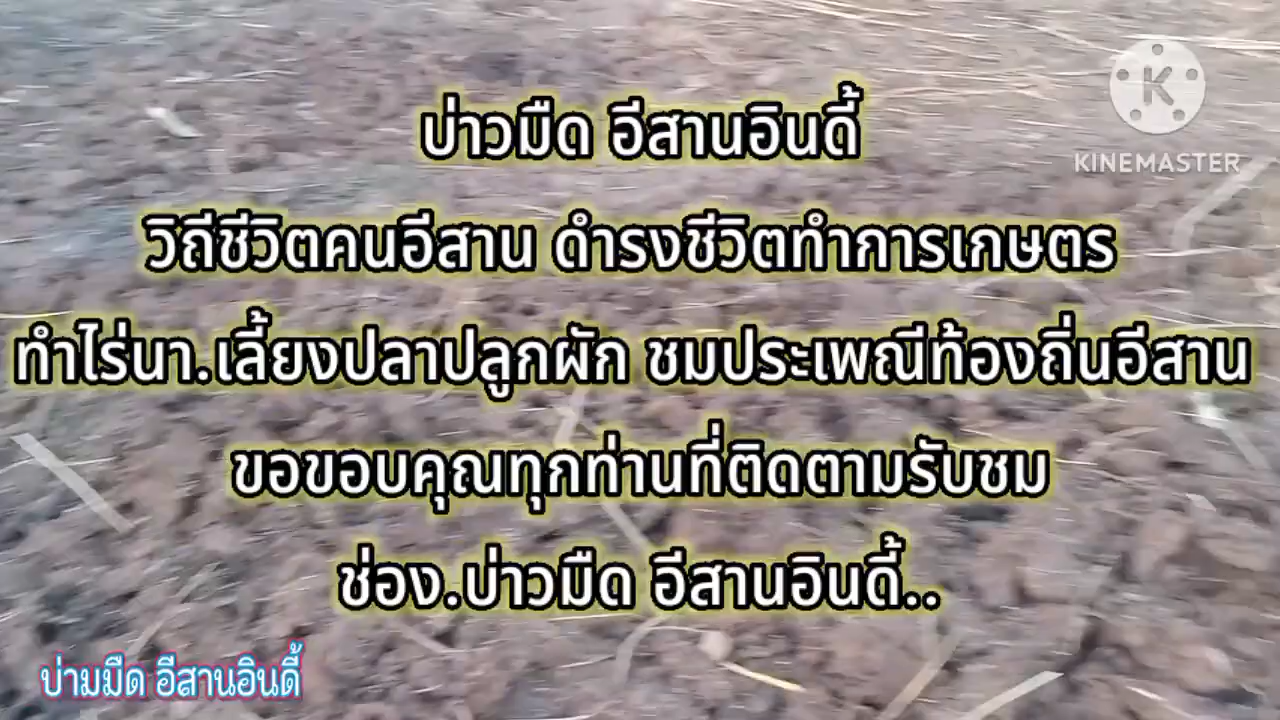 บ่าวมืด อีสานอินดี้
KINEMASTER
วิถีชีวิตคนอีสาน ดำรงชีวิตทำการเกษตร
ทำไร่นา.เลี้ยงปลาปลูกผัก ชมประเพณีท้องถิ่นอีสาน
ขอขอบคุณทุกท่านที่ติดตามรับชม
ช่อง.บ่าวมืด อีสานอินดี้..
บ่ามมืด อีสานอินดี้